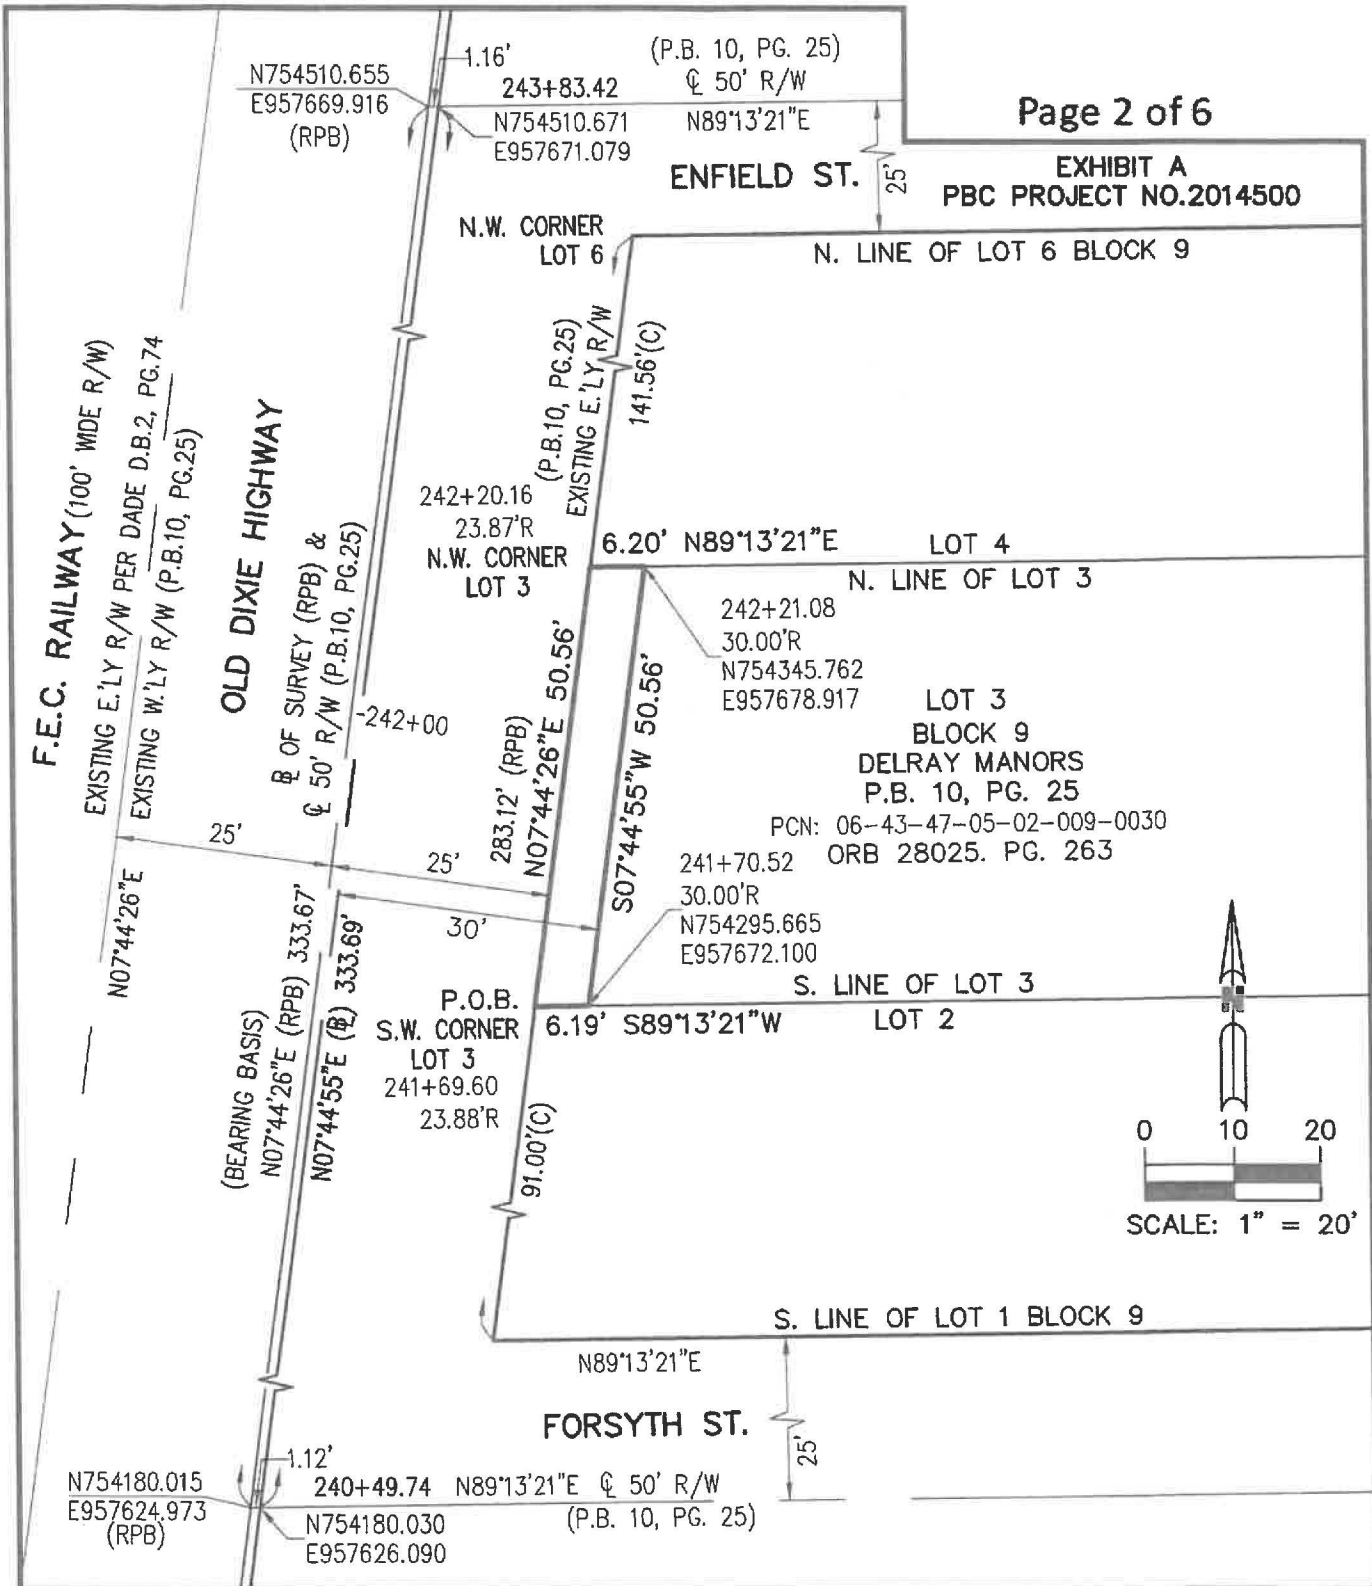 Page 2 of 6
EXHIBIT A
PBC PROJECT NO.2014500
N754510.655
E957669.916
(RPB)
1.16'
243+83.42
N754510.671
E957671.079
(P.B. 10, PG. 25)
℄ 50' R/W
N89°13'21"E
ENFIELD ST.
25'
N.W. CORNER
LOT 6
N. LINE OF LOT 6 BLOCK 9
(P.B.10, PG.25)
EXISTING E.'LY R/W
141.56'(C)
F.E.C. RAILWAY (100' WIDE R/W)
EXISTING E.'LY R/W PER DADE D.B.2, PG.74
EXISTING W.'LY R/W (P.B.10, PG.25)
OLD DIXIE HIGHWAY
242+20.16
23.87'R
N.W. CORNER
LOT 3
6.20' N89°13'21"E
LOT 4
N. LINE OF LOT 3
242+21.08
30.00'R
N754345.762
E957678.917
LOT 3
BLOCK 9
DELRAY MANORS
P.B. 10, PG. 25
PCN: 06-43-47-05-02-009-0030
ORB 28025. PG. 263
B OF SURVEY (RPB) &
℄ 50' R/W (P.B.10, PG.25)
-242+00
283.12' (RPB)
N07°44'26"E 50.56'
S07°44'55"W 50.56'
25'
25'
30'
N07°44'26"E
241+70.52
30.00'R
N754295.665
E957672.100
S. LINE OF LOT 3
P.O.B.
S.W. CORNER
LOT 3
241+69.60
23.88'R
6.19' S89°13'21"W
LOT 2
(BEARING BASIS)
N07°44'26"E (RPB) 333.67'
N07°44'55"E (B) 333.69'
91.00'(C)
0 10 20
SCALE: 1" = 20'
S. LINE OF LOT 1 BLOCK 9
N89°13'21"E
FORSYTH ST.
25'
1.12'
N754180.015
E957624.973
(RPB)
240+49.74 N89°13'21"E ℄ 50' R/W
(P.B. 10, PG. 25)
N754180.030
E957626.090